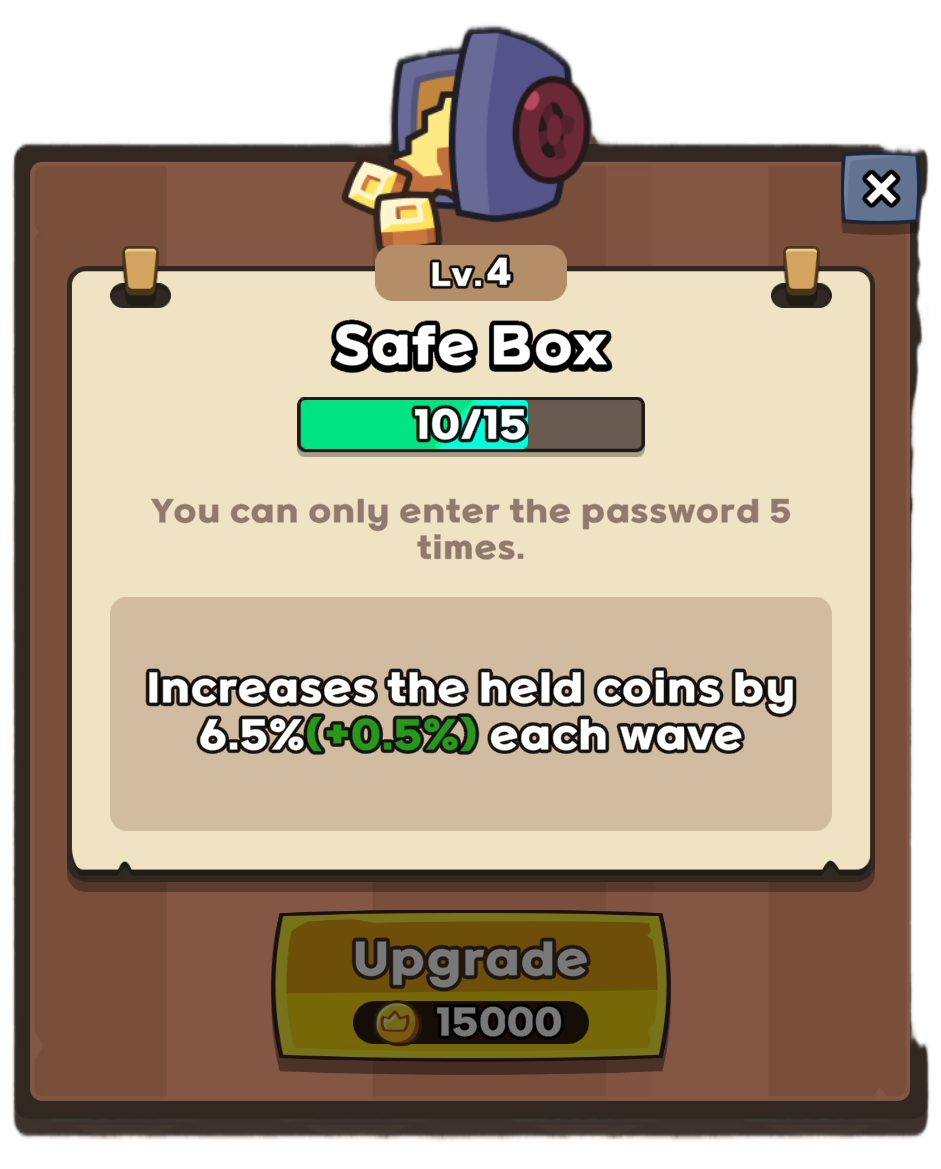 Lv.4
Safe Box
10/15
You can only enter the password 5
times.
Increases the held coins by
6.5%(+0.5%) each wave
Upgrade
15000